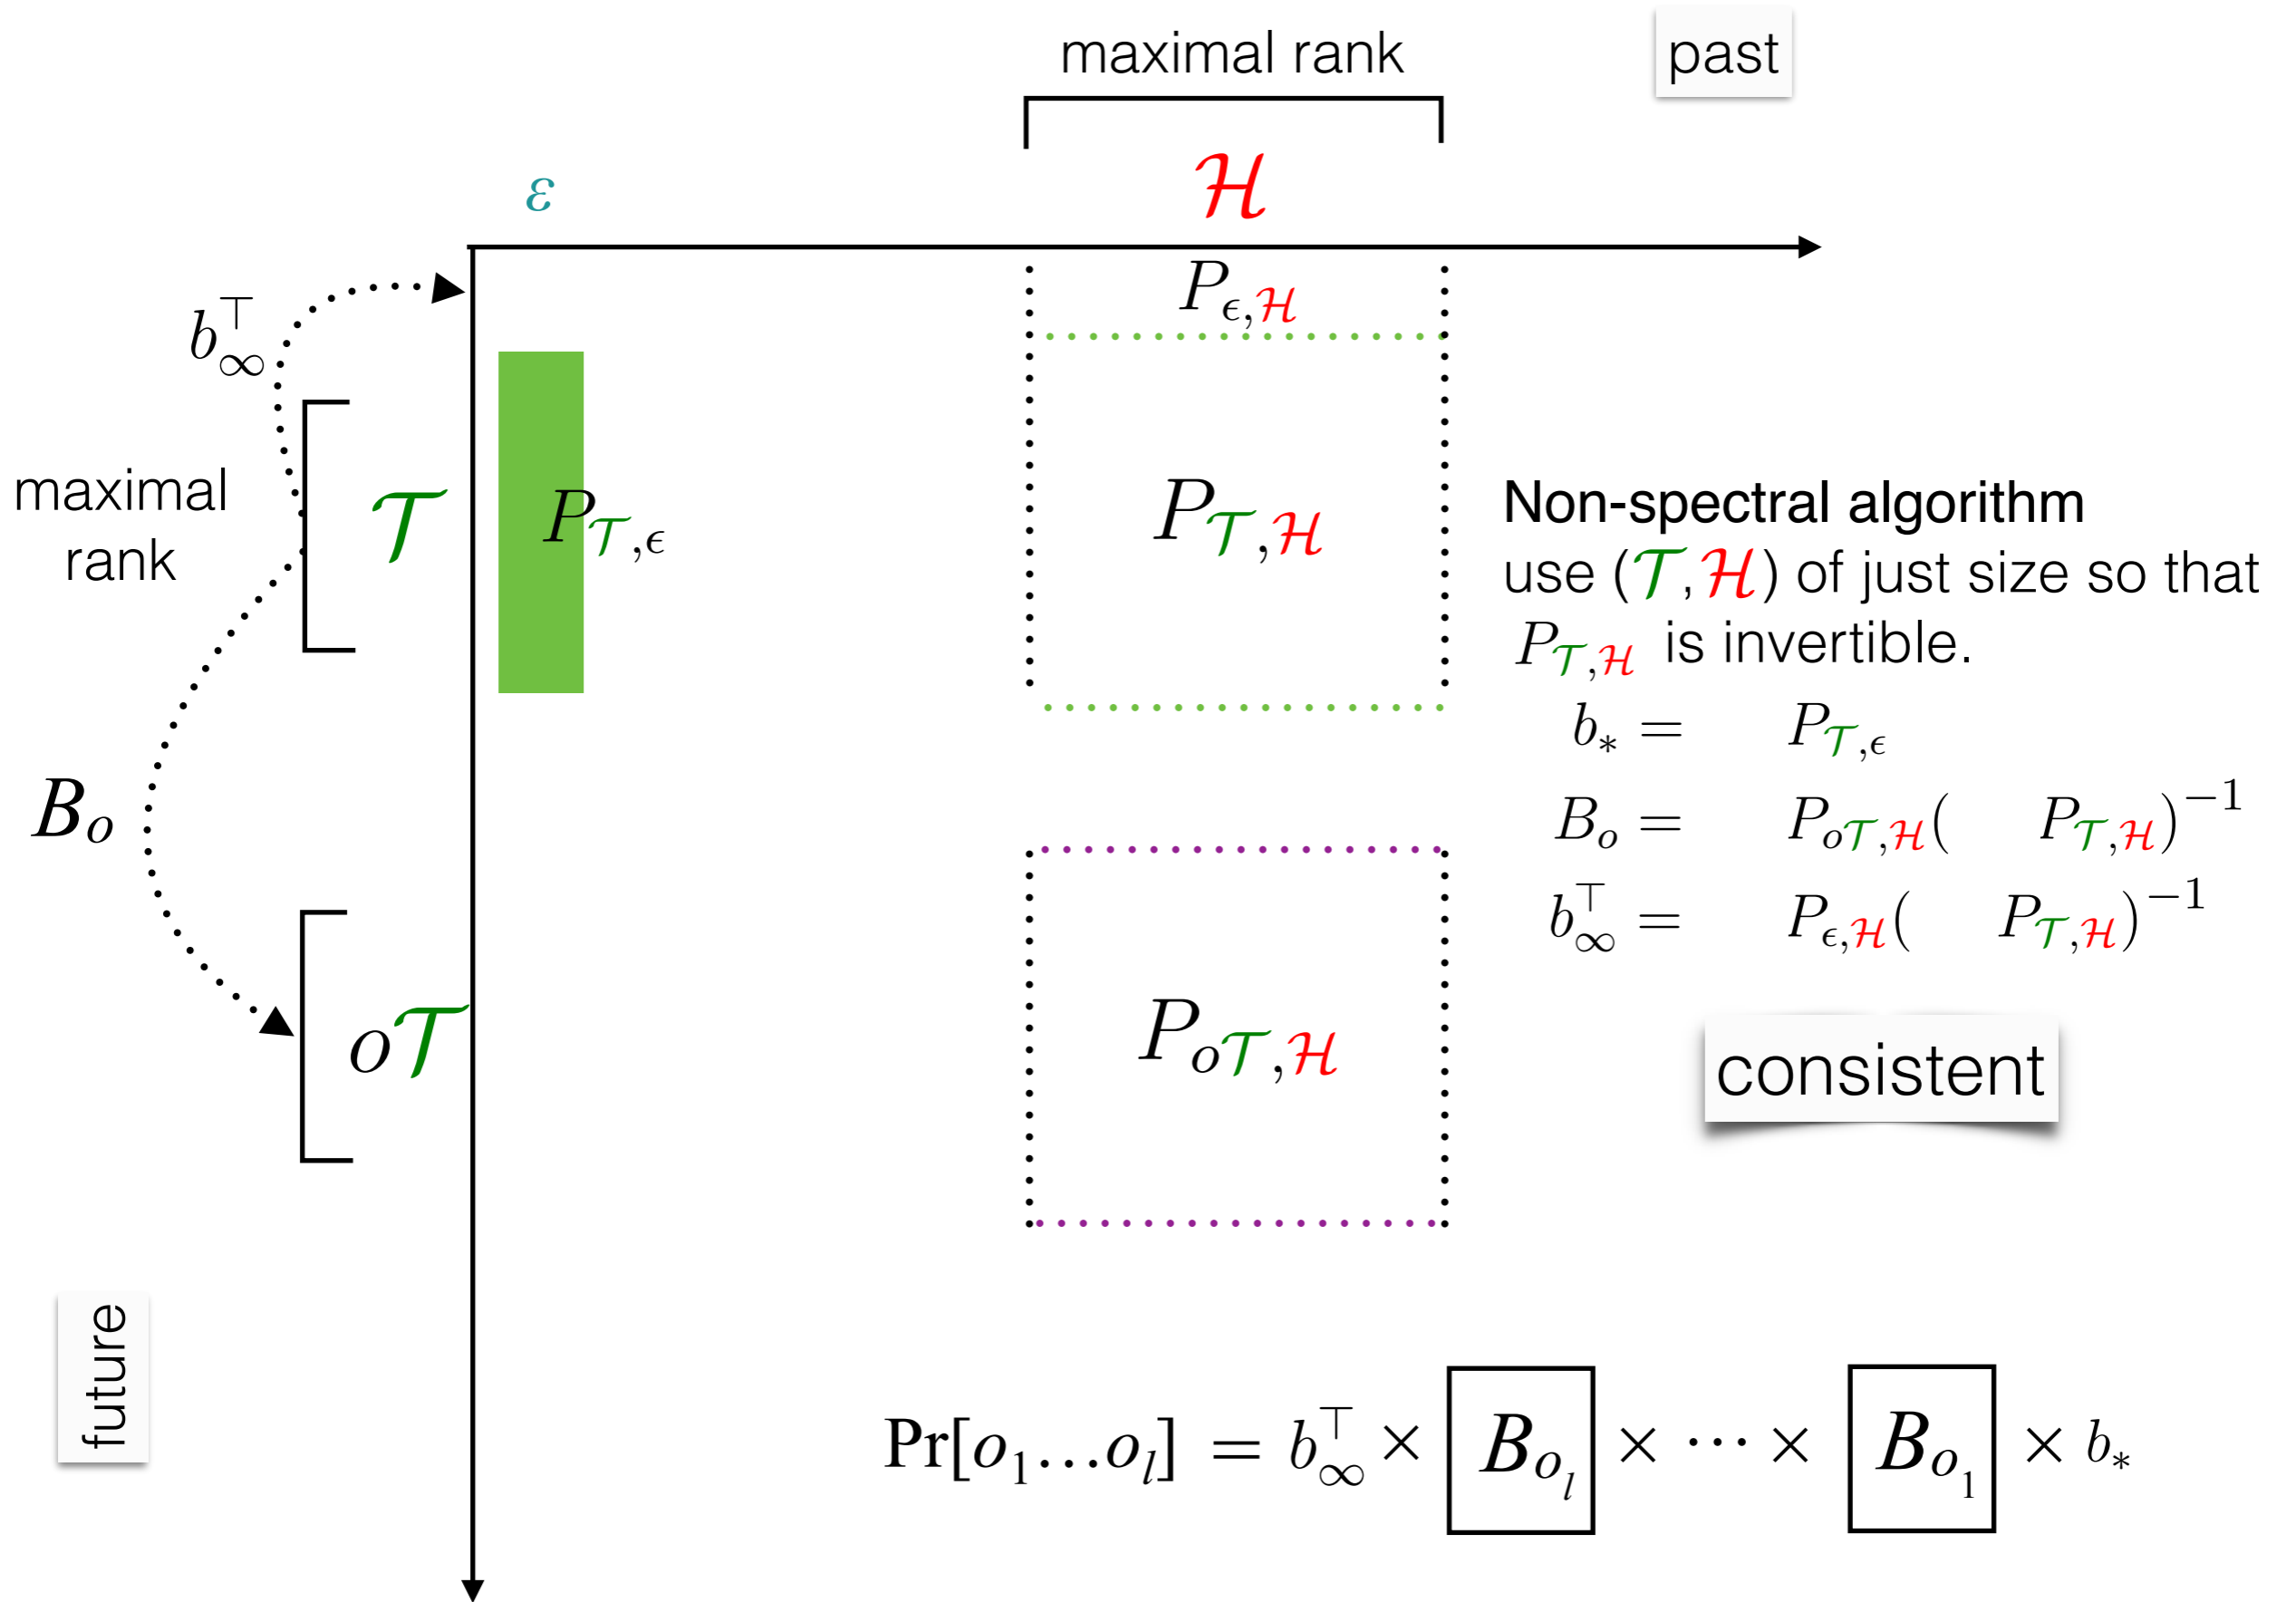 maximal rank
past
ε
ℋ
P_{ϵ,ℋ}
b_∞^⊤
maximal
rank
𝒯
P_{𝒯,ϵ}
P_{𝒯,ℋ}
Non-spectral algorithm
use (𝒯,ℋ) of just size so that
P_{𝒯,ℋ} is invertible.
b_* = P_{𝒯,ϵ}
B_o = P_{o𝒯,ℋ}( P_{𝒯,ℋ})^{-1}
b_∞^⊤ = P_{ϵ,ℋ}( P_{𝒯,ℋ})^{-1}
B_o
o𝒯
P_{o𝒯,ℋ}
consistent
future
Pr[o_1…o_l] = b_∞^⊤ × B_{o_l} × ⋯ × B_{o_1} × b_*